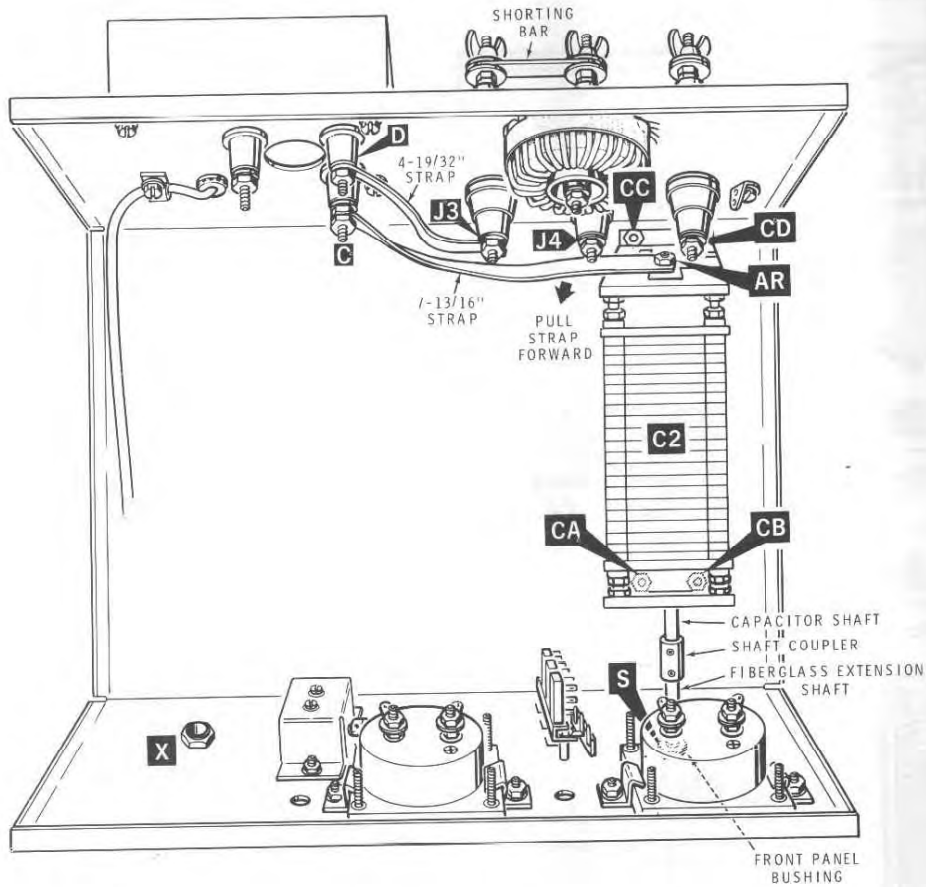 SHORTING
BAR
D
4-19/32"
STRAP
CC
J3
J4
CD
C
AR
7-13/16"
STRAP
PULL
STRAP
FORWARD
C2
CA
CB
CAPACITOR SHAFT
SHAFT COUPLER
FIBERGLASS EXTENSION
SHAFT
S
X
FRONT PANEL
BUSHING